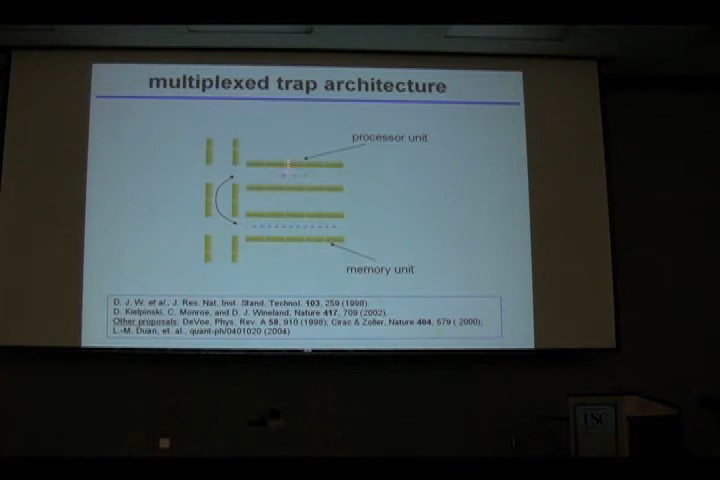 multiplexed trap architecture
processor unit
memory unit
D. J. W. et al., J. Res. Nat. Inst. Stand. Technol. 103, 259 (1998).
D. Kielpinski, C. Monroe, and D. J. Wineland, Nature 417, 709 (2002).
Other proposals: DeVoe, Phys. Rev. A 58, 910 (1998); Cirac & Zoller, Nature 404, 579 ( 2000);
L.-M. Duan, et. al., quant-ph/0401020 (2004)
USC